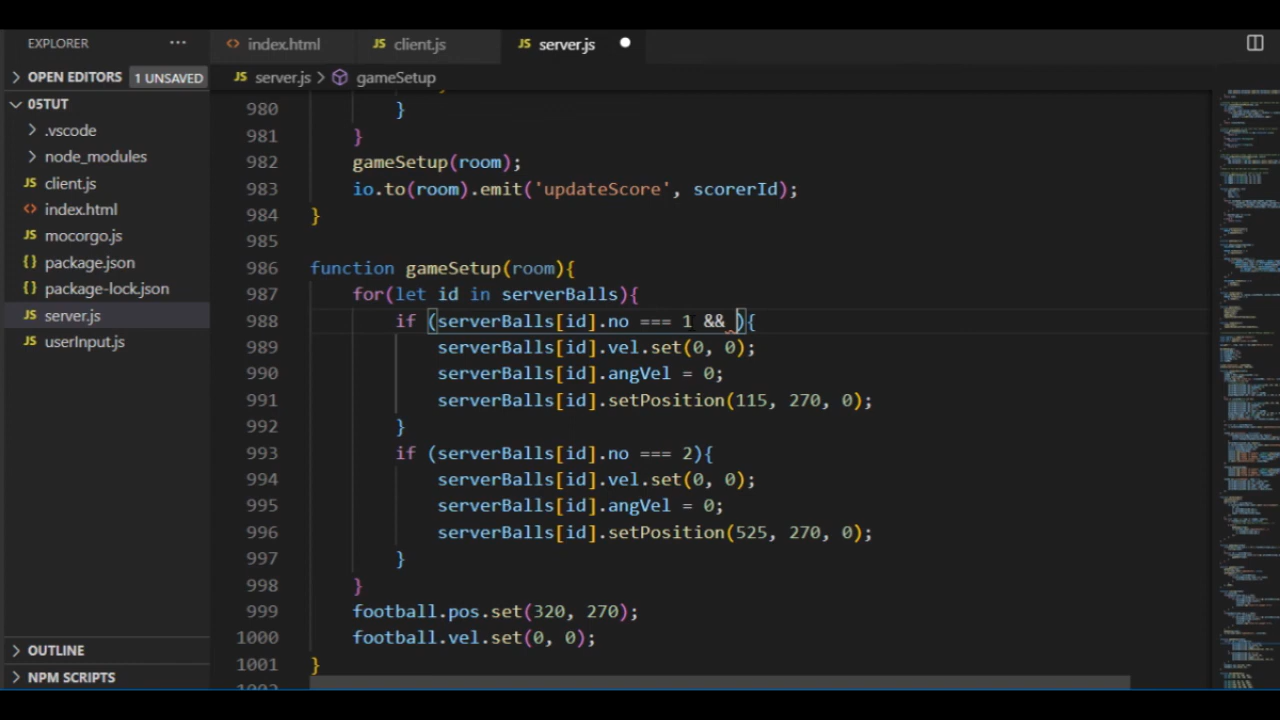 EXPLORER ...
index.html
client.js
server.js
OPEN EDITORS 1 UNSAVED
05TUT
.vscode
node_modules
client.js
index.html
mocorgo.js
package.json
package-lock.json
server.js
userInput.js
OUTLINE
NPM SCRIPTS
JS server.js > gameSetup
980 }
981 }
982 gameSetup(room);
983 io.to(room).emit('updateScore', scorerId);
984 }
985
986 function gameSetup(room){
987 for(let id in serverBalls){
988 if (serverBalls[id].no === 1 && ){
989 serverBalls[id].vel.set(0, 0);
990 serverBalls[id].angVel = 0;
991 serverBalls[id].setPosition(115, 270, 0);
992 }
993 if (serverBalls[id].no === 2){
994 serverBalls[id].vel.set(0, 0);
995 serverBalls[id].angVel = 0;
996 serverBalls[id].setPosition(525, 270, 0);
997 }
998 }
999 football.pos.set(320, 270);
1000 football.vel.set(0, 0);
1001 }